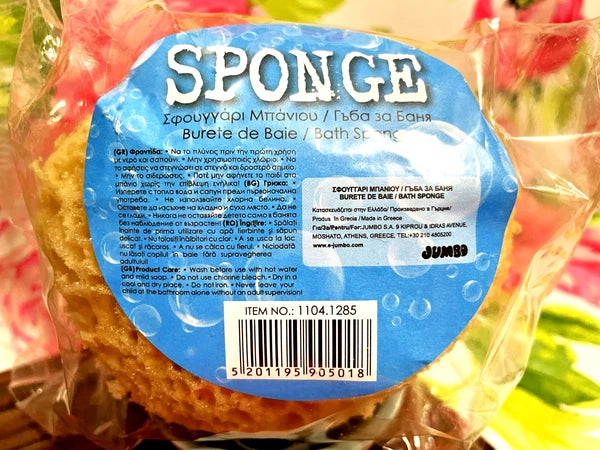 SPONGE
Σφουγγάρι Μπάνιου / Гъба за Баня
Burete de Baie / Bath Sponge
(GR) Φροντίδα: • Να το πλύνεις πριν την πρώτη χρήση
με νερό και σαπούνι. • Μην χρησιμοποιείς χλώριο. • Να
το αφήσεις να στεγνώσει σε στεγνό και δροσερό σημείο.
• Μην το σιδερώσεις. • Ποτέ μην αφήνετε το παιδί στο
μπάνιο χωρίς την επίβλεψη ενήλικα! (BG) Грижа: •
Изперете с топла вода и сапун преди първоначална
употреба. • Не използвайте хлорна белина. •
Оставете да изсъхне на хладно и сухо място. • Да не
се глади. • Никога не оставяйте детето само в банята
без наблюдение от възрастен! (RO) Îngrijire: • Spălați
înainte de prima utilizare cu apă fierbinte și săpun
delicat. • Nu folosiți înălbitori cu clor. • A se usca la loc
uscat și răcoros. • A nu se călca cu fierul. • Niciodată
nu lăsați copilul în baie fără supravegherea
adultului!
(GB) Product Care: • Wash before use with hot water
and mild soap. • Do not use chlorine bleach. • Dry in a
cool and dry place. • Do not iron. • Never leave your
child at the bathroom alone without an adult supervision!
ΣΦΟΥΓΓΑΡΙ ΜΠΑΝΙΟΥ / ГЪБА ЗА БАНЯ
BURETE DE BAIE / BATH SPONGE
Κατασκευάζεται στην Ελλάδα/ Произведено в Гърция/
Produs în Grecia / Made in Greece
Για/За/Pentru/For:JUMBO S.A. 9 KIPROU & IDRAS AVENUE,
MOSHATO, ATHENS, GREECE, TEL:+30 210 4805200
www.e-jumbo.com
JUMBO
ITEM NO.: 1104.1285
5 201195 905018